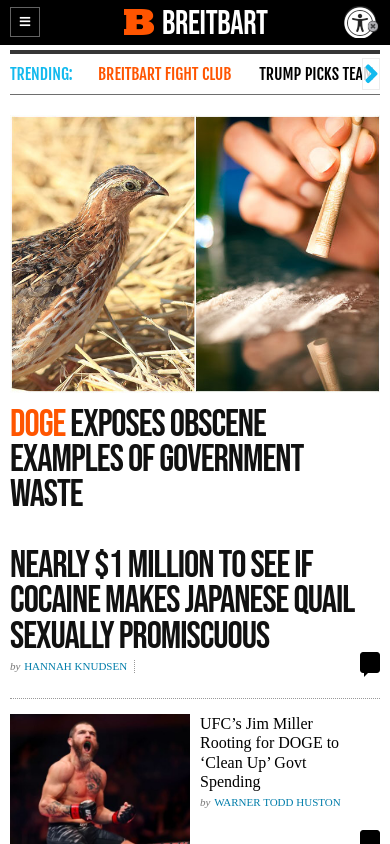 BREITBART
TRENDING:
BREITBART FIGHT CLUB
TRUMP PICKS TEA
DOGE EXPOSES OBSCENE
EXAMPLES OF GOVERNMENT
WASTE
NEARLY $1 MILLION TO SEE IF
COCAINE MAKES JAPANESE QUAIL
SEXUALLY PROMISCUOUS
by HANNAH KNUDSEN
UFC’s Jim Miller
Rooting for DOGE to
‘Clean Up’ Govt
Spending
by WARNER TODD HUSTON